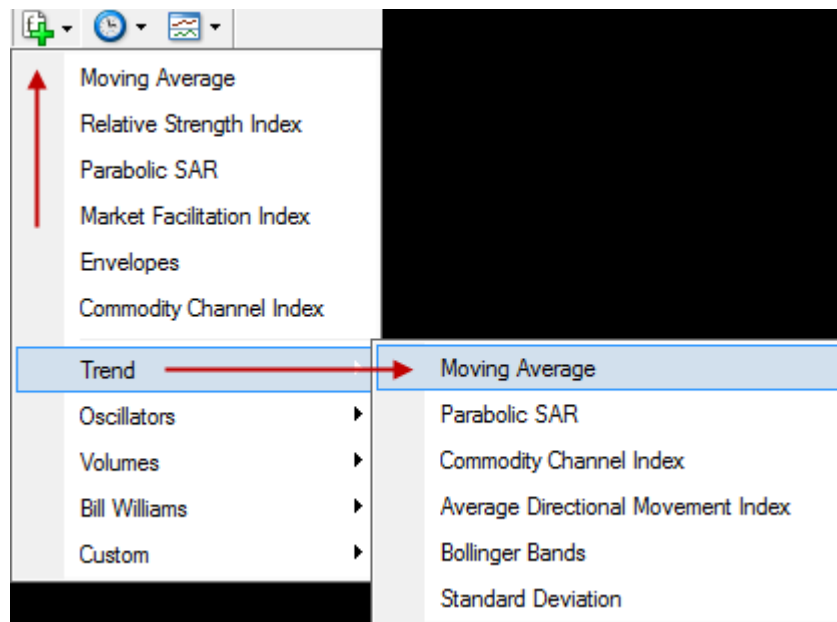 Moving Average
Relative Strength Index
Parabolic SAR
Market Facilitation Index
Envelopes
Commodity Channel Index
Trend
Oscillators
Volumes
Bill Williams
Custom
Moving Average
Parabolic SAR
Commodity Channel Index
Average Directional Movement Index
Bollinger Bands
Standard Deviation